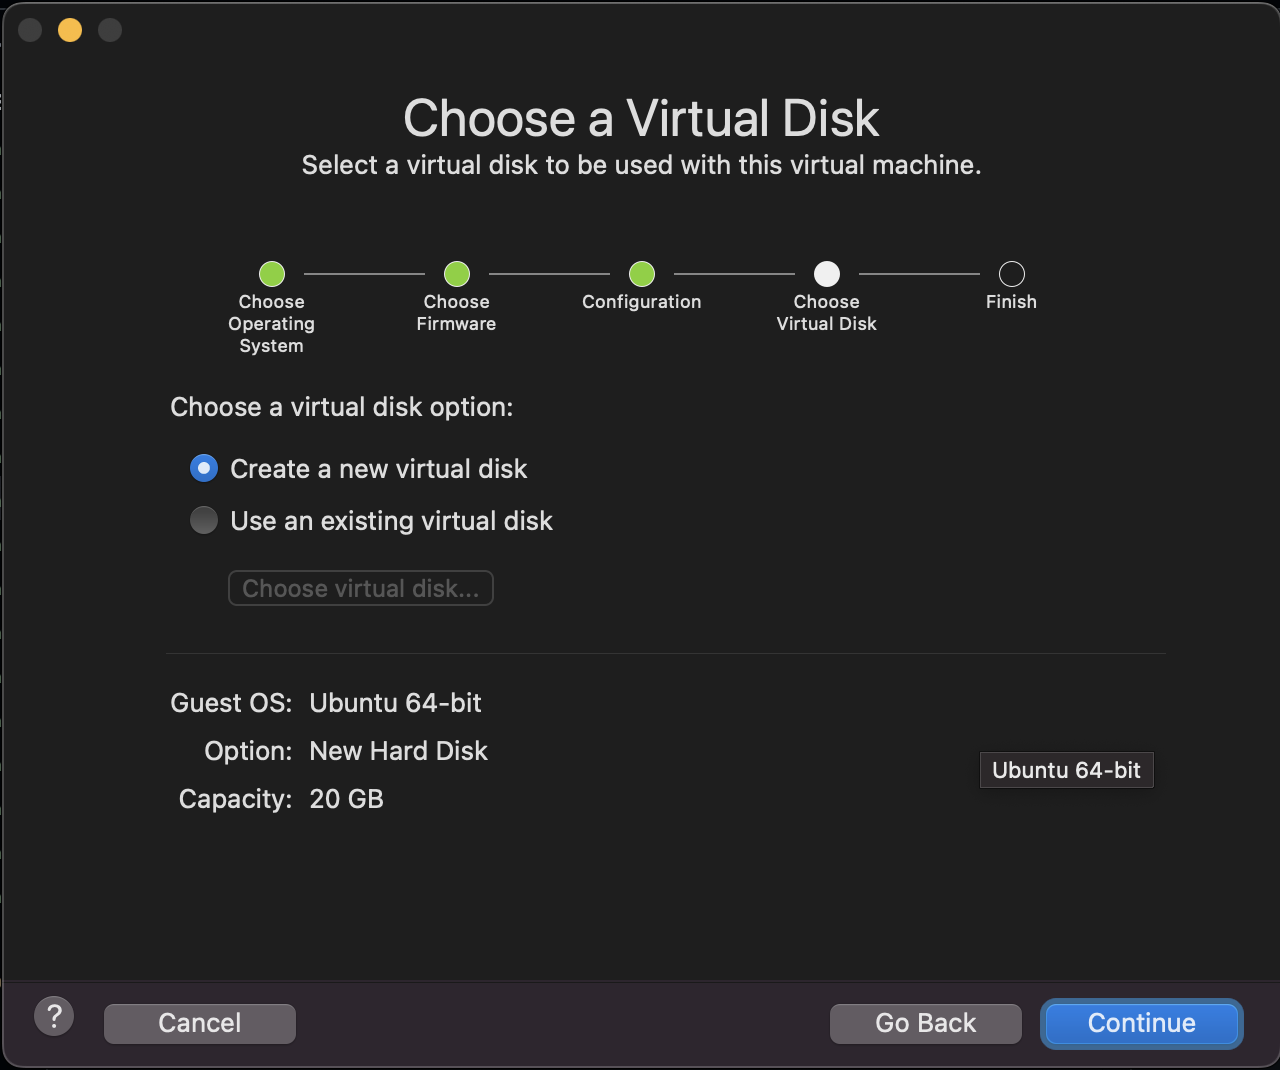 Choose a Virtual Disk
Select a virtual disk to be used with this virtual machine.
Choose
Operating
System
Choose
Firmware
Configuration
Choose
Virtual Disk
Finish
Choose a virtual disk option:
Create a new virtual disk
Use an existing virtual disk
Choose virtual disk...
Guest OS: Ubuntu 64-bit
Option: New Hard Disk
Ubuntu 64-bit
Capacity: 20 GB
?
Cancel
Go Back
Continue